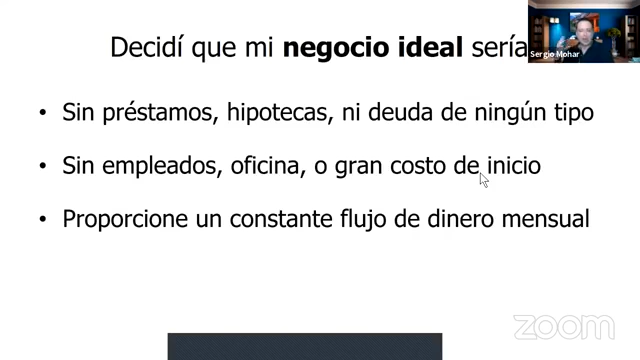 Decidí que mi negocio ideal sería
Sergio Mohar
• Sin préstamos, hipotecas, ni deuda de ningún tipo
• Sin empleados, oficina, o gran costo de inicio
• Proporcione un constante flujo de dinero mensual
zoom